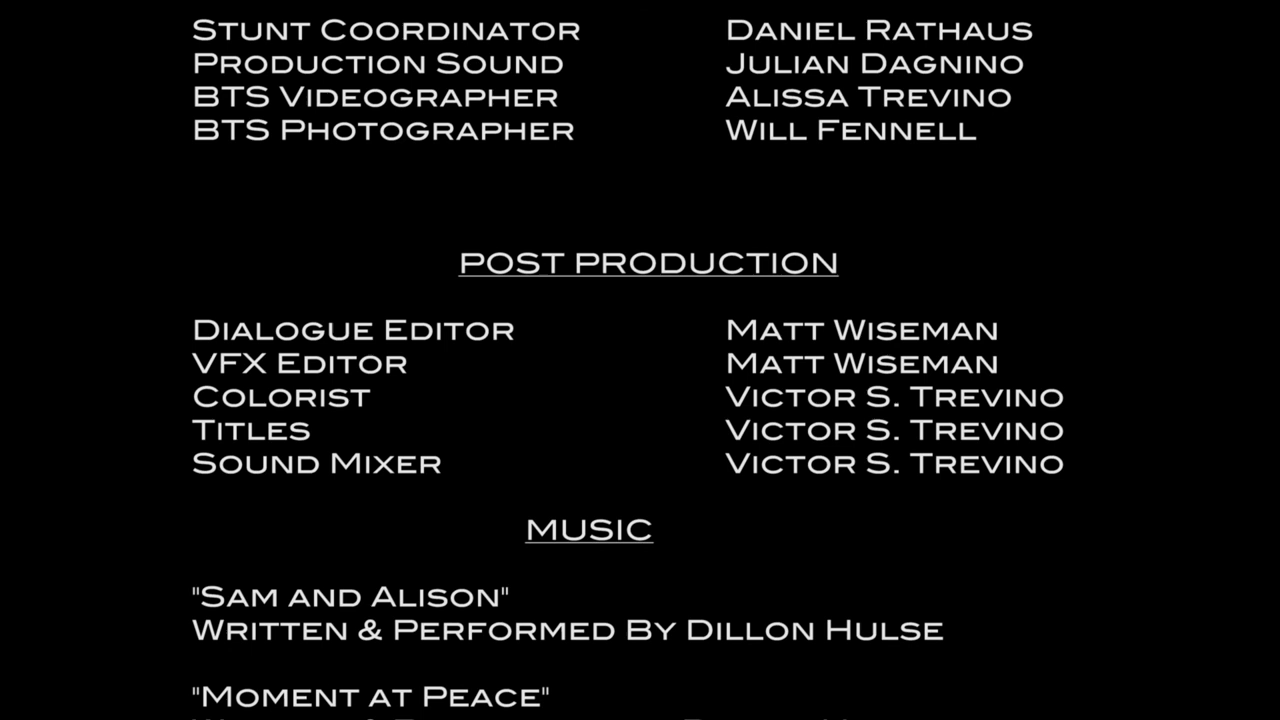 Stunt Coordinator Daniel Rathaus
Production Sound Julian Dagnino
BTS Videographer Alissa Trevino
BTS Photographer Will Fennell
POST PRODUCTION
Dialogue Editor Matt Wiseman
VFX Editor Matt Wiseman
Colorist Victor S. Trevino
Titles Victor S. Trevino
Sound Mixer Victor S. Trevino
MUSIC
"Sam and Alison"
Written & Performed By Dillon Hulse
"Moment at Peace"